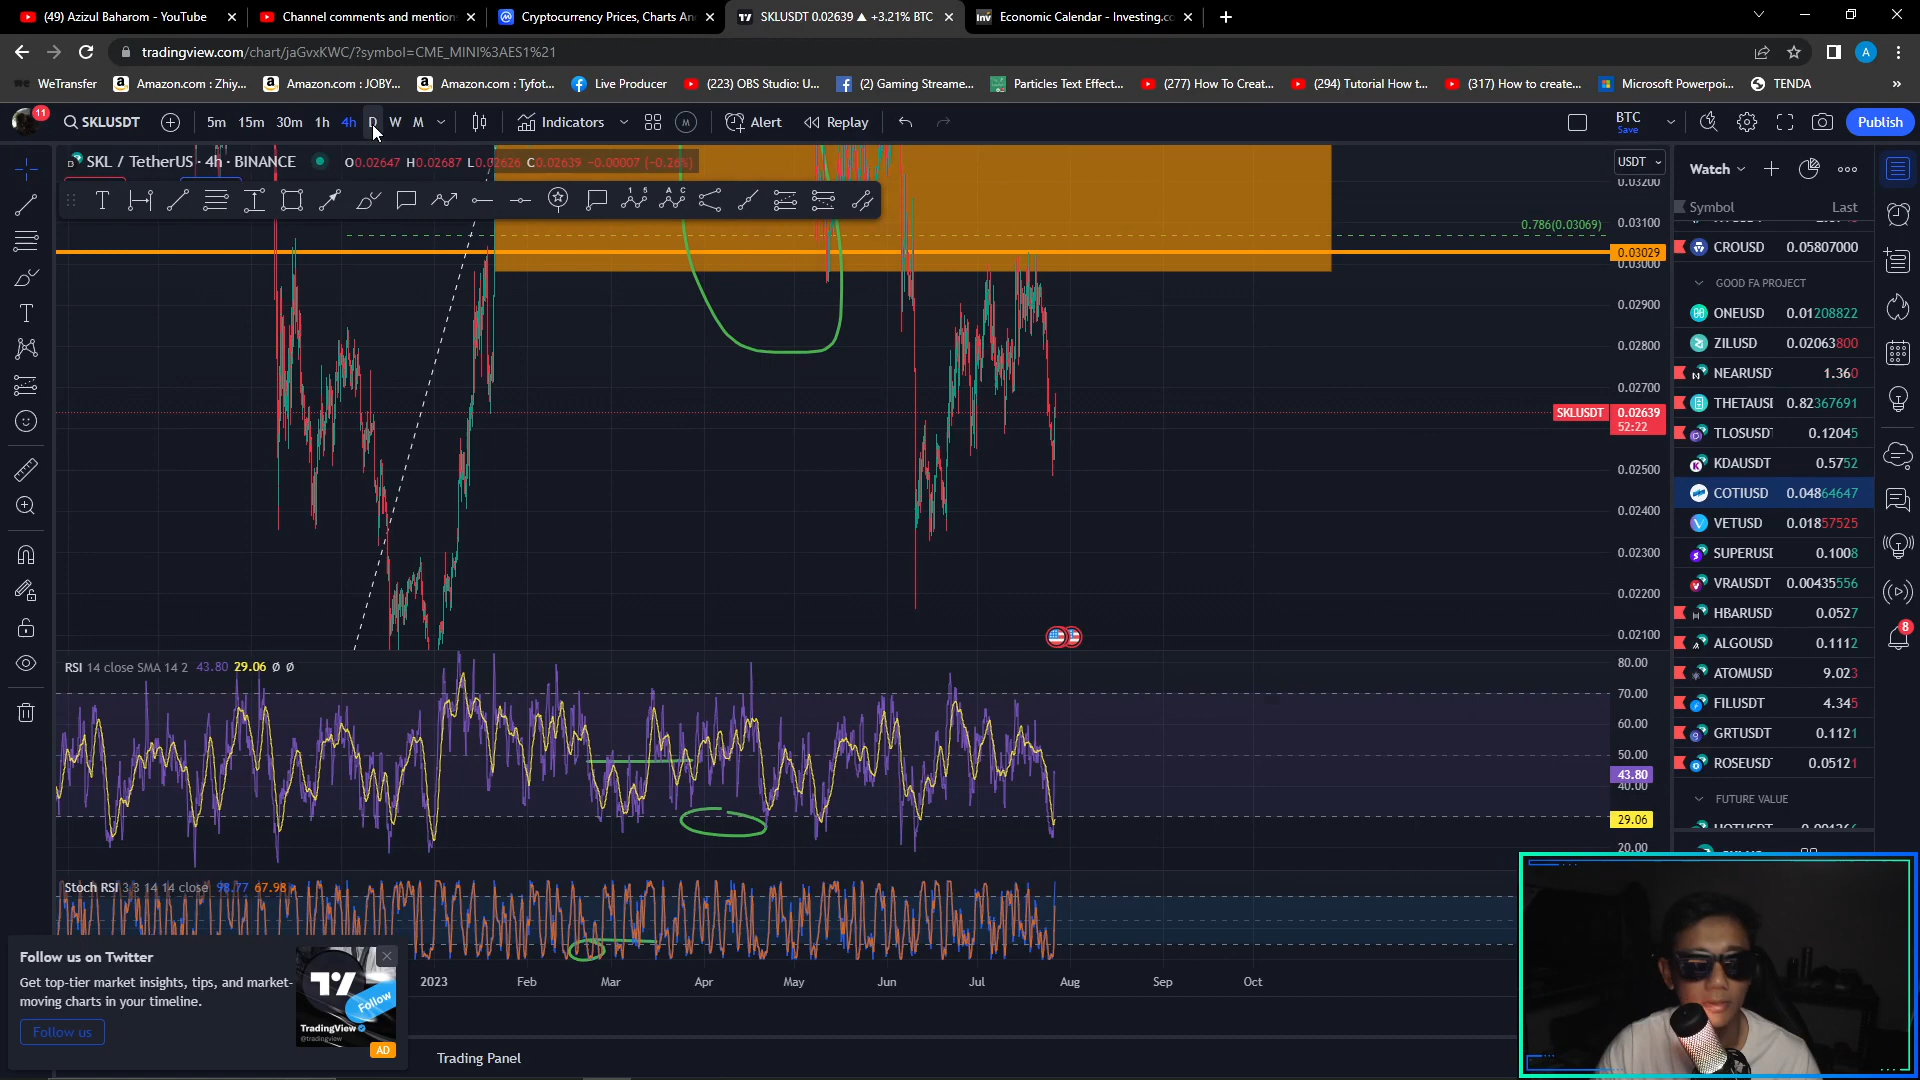 (49) Azizul Baharom - YouTube
Channel comments and mention
Cryptocurrency Prices, Charts An
SKLUSDT 0.02639 ▲ +3.21% BTC
Economic Calendar - Investing.co
tradingview.com/chart/jaGvxKWC/?symbol=CME_MINI%3AES1%21
A
WeTransfer
Amazon.com : Zhiy...
Amazon.com : JOBY...
Amazon.com : Tyfot...
Live Producer
(223) OBS Studio: U...
(2) Gaming Streame...
Particles Text Effect...
(277) How To Creat...
(294) Tutorial How t...
(317) How to create...
Microsoft Powerpoi...
TENDA
»
11
SKLUSDT
5m 15m 30m 1h 4h D W M
Indicators
M
Alert
Replay
BTC
Save
Publish
SKL / TetherUS · 4h · BINANCE
O0.02647 H0.02687 L0.02626 C0.02639 −0.00007 (−0.26%)
USDT
0.786(0.03069)
0.03200
0.03100
0.03029
0.03000
0.02900
0.02800
0.02700
SKLUSDT 0.02639
52:22
0.02500
0.02400
0.02300
0.02200
0.02100
RSI 14 close SMA 14 2 43.80 29.06 Ø Ø
80.00
70.00
60.00
50.00
43.80
40.00
29.06
20.00
Stoch RSI 3 3 14 14 close 98.77 67.98
2023 Feb Mar Apr May Jun Jul Aug Sep Oct
Trading Panel
Follow us on Twitter
Get top-tier market insights, tips, and market-
moving charts in your timeline.
Follow us
Follow
TradingView
@tradingview
AD
Watch
Symbol Last
CROUSD 0.05807000
GOOD FA PROJECT
ONEUSD 0.01208822
ZILUSD 0.02063800
NEARUSD 1.360
THETAUSI 0.82367691
TLOSUSD 0.12045
KDAUSDT 0.5752
COTIUSD 0.04864647
VETUSD 0.01857525
SUPERUSI 0.1008
VRAUSDT 0.00435556
HBARUSD 0.0527
ALGOUSD 0.1112
ATOMUSD 9.023
FILUSDT 4.345
GRTUSDT 0.1121
ROSEUSD 0.05121
FUTURE VALUE
8